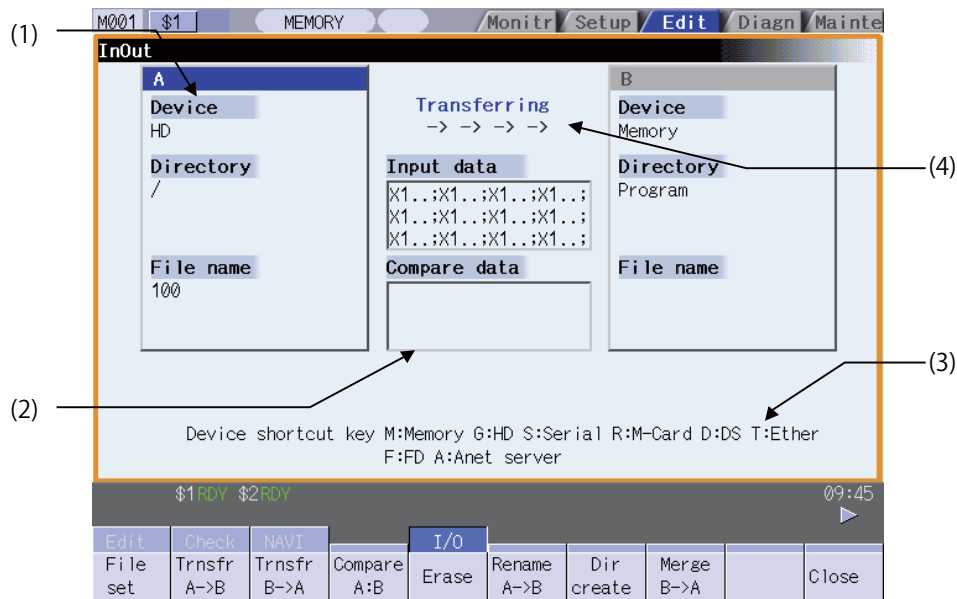 M001 $1 MEMORY Monitr Setup Edit Diagn Mainte
(1)
InOut
A
B
Device
HD
Transferring
-> -> -> ->
Device
Memory
(4)
Directory
/
Input data
X1..;X1..;X1..;X1..;
X1..;X1..;X1..;X1..;
X1..;X1..;X1..;X1..;
Directory
Program
File name
100
Compare data
File name
(3)
(2)
Device shortcut key M:Memory G:HD S:Serial R:M-Card D:DS T:Ether
F:FD A:Anet server
$1RDY $2RDY 09:45
Edit Check NAVI I/O
File set
Trnsfr A->B
Trnsfr B->A
Compare A:B
Erase
Rename A->B
Dir create
Merge B->A
Close